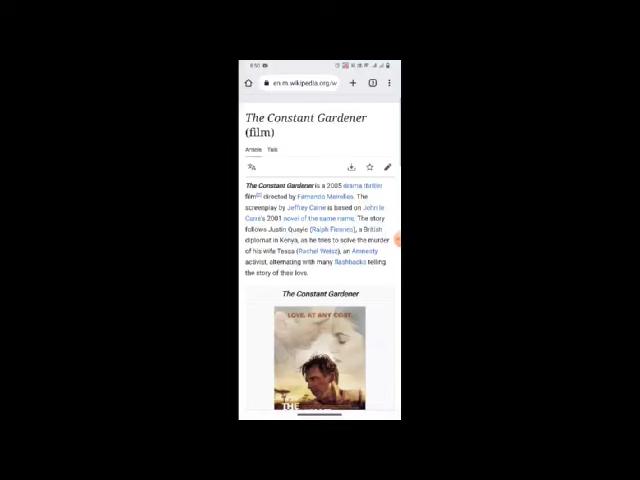 8:50
en.m.wikipedia.org/w
The Constant Gardener
(film)
Article Talk
The Constant Gardener is a 2005 drama thriller
film[2] directed by Fernando Meirelles. The
screenplay by Jeffrey Caine is based on John le
Carré's 2001 novel of the same name. The story
follows Justin Quayle (Ralph Fiennes), a British
diplomat in Kenya, as he tries to solve the murder
of his wife Tessa (Rachel Weisz), an Amnesty
activist, alternating with many flashbacks telling
the story of their love.
The Constant Gardener
LOVE. AT ANY COST.
THE